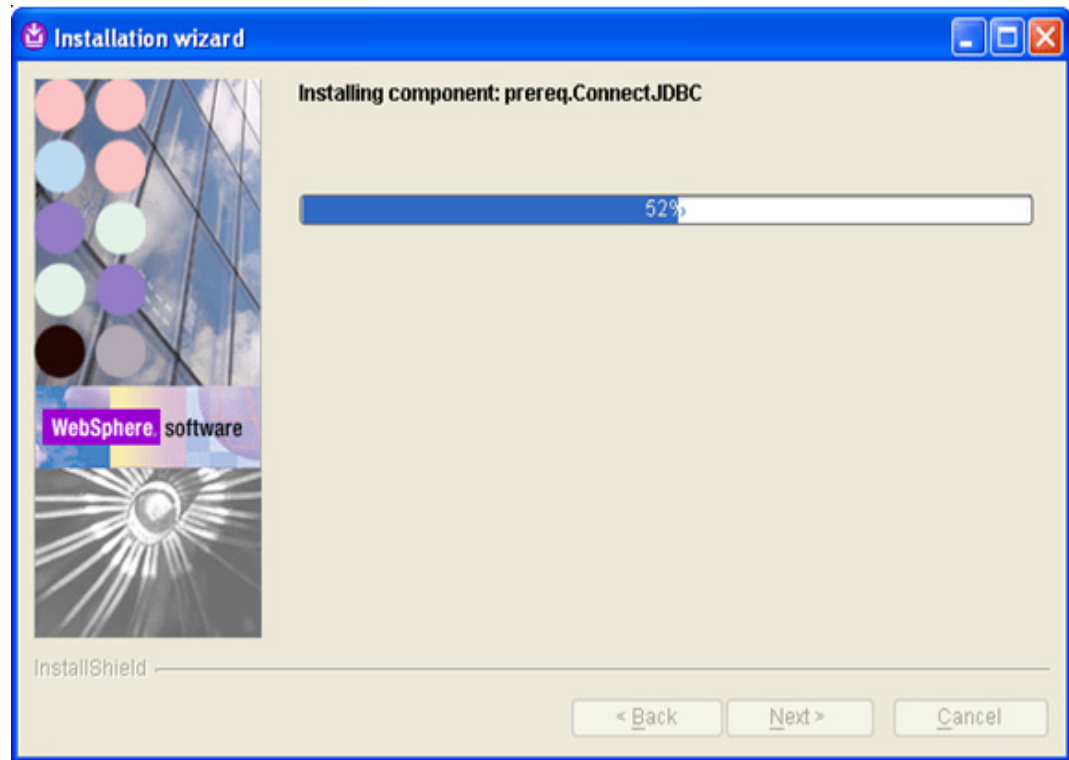 Installation wizard
Installing component: prereq.ConnectJDBC
52%
WebSphere. software
InstallShield
< Back Next > Cancel